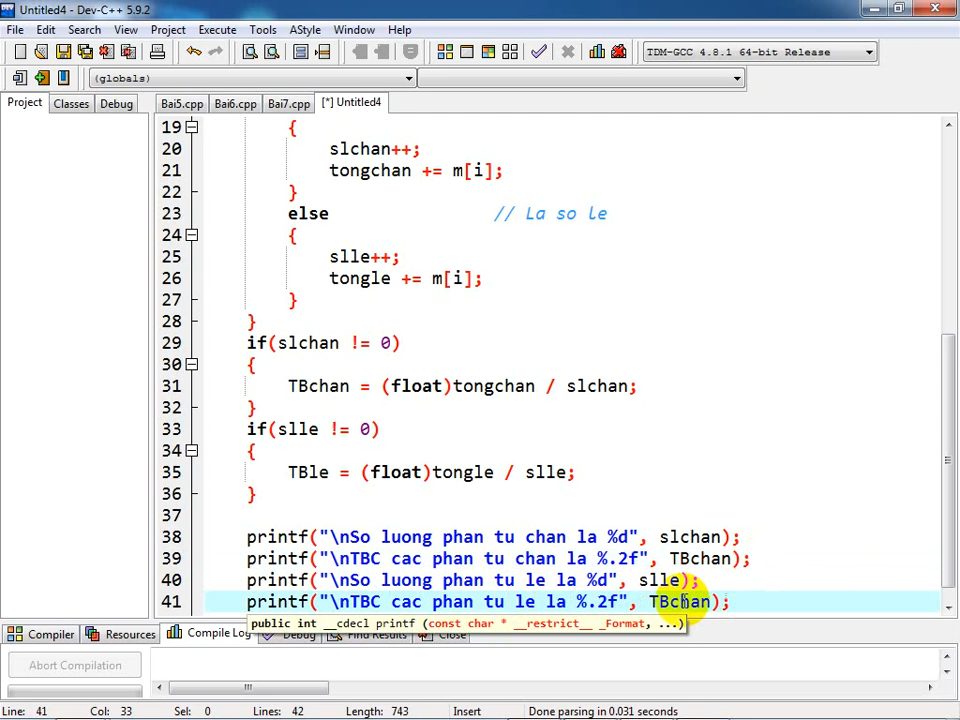 Untitled4 - Dev-C++ 5.9.2
File Edit Search View Project Execute Tools AStyle Window Help
TDM-GCC 4.8.1 64-bit Release
(globals)
Project Classes Debug Bai5.cpp Bai6.cpp Bai7.cpp [*] Untitled4
19 {
20 slchan++;
21 tongchan += m[i];
22 }
23 else // La so le
24 {
25 slle++;
26 tongle += m[i];
27 }
28 }
29 if(slchan != 0)
30 {
31 TBchan = (float)tongchan / slchan;
32 }
33 if(slle != 0)
34 {
35 TBle = (float)tongle / slle;
36 }
37
38 printf("\nSo luong phan tu chan la %d", slchan);
39 printf("\nTBC cac phan tu chan la %.2f", TBchan);
40 printf("\nSo luong phan tu le la %d", slle);
41 printf("\nTBC cac phan tu le la %.2f", TBchan);
public int __cdecl printf (const char * __restrict__ _Format, ...)
Compiler Resources Compile Log Debug Find Results Close
Abort Compilation
Line: 41 Col: 33 Sel: 0 Lines: 42 Length: 743 Insert Done parsing in 0.031 seconds